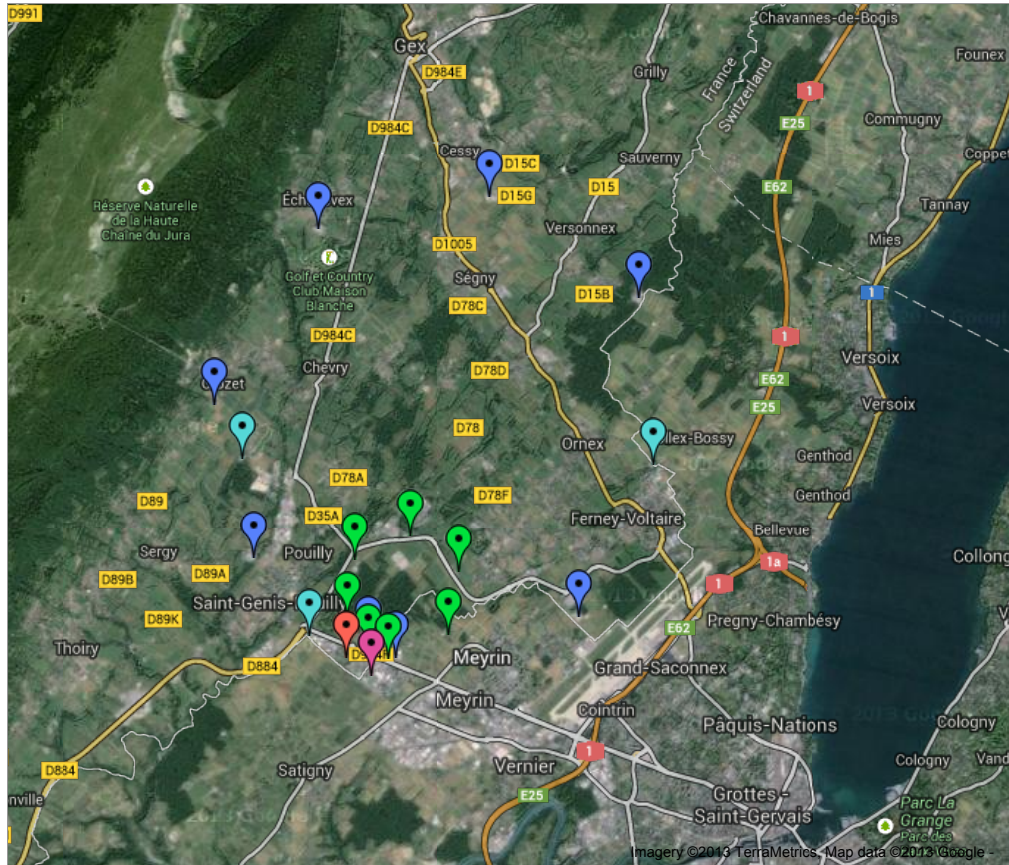 D991
Chavannes-de-Bogis
Gex
Founex
D984E
Grilly
France
Switzerland
1
E25
D984C
Commugny
Cessy
D15C
Sauverny
Coppet
E62
D15
D15G
Tannay
Réserve Naturelle
de la Haute
Chaîne du Jura
Versonnex
D1005
Mies
Golf et Country
Club Maison
Blanche
Ségny
D78C
D15B
1
D984C
1
Chevry
D78D
Versoix
E62
E25
Versoix
D78
Ornex
Genthod
D78A
D78F
Genthod
D89
D35A
Ferney-Voltaire
Bellevue
Sergy
Pouilly
Collong
D89B
D89A
1a
1
D89K
E62
Pregny-Chambésy
Thoiry
D884
Meyrin
Grand-Saconnex
Meyrin
Cointrin
Pâquis-Nations
Cologny
1
D884
Satigny
Vernier
Cologny
Vand
E25
Grottes -
Saint-Gervais
Parc La
Grange
Parc des
Imagery ©2013 TerraMetrics, Map data ©2013 Google -